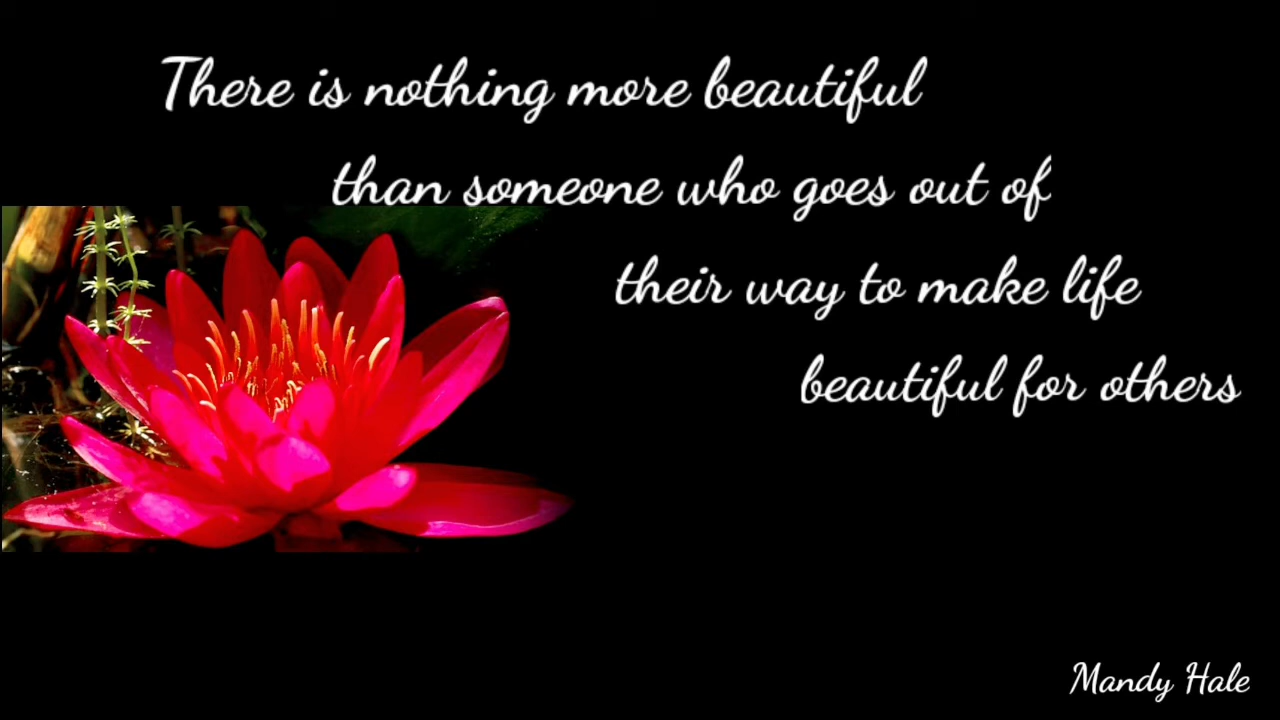 There is nothing more beautiful
than someone who goes out of
their way to make life
beautiful for others
Mandy Hale